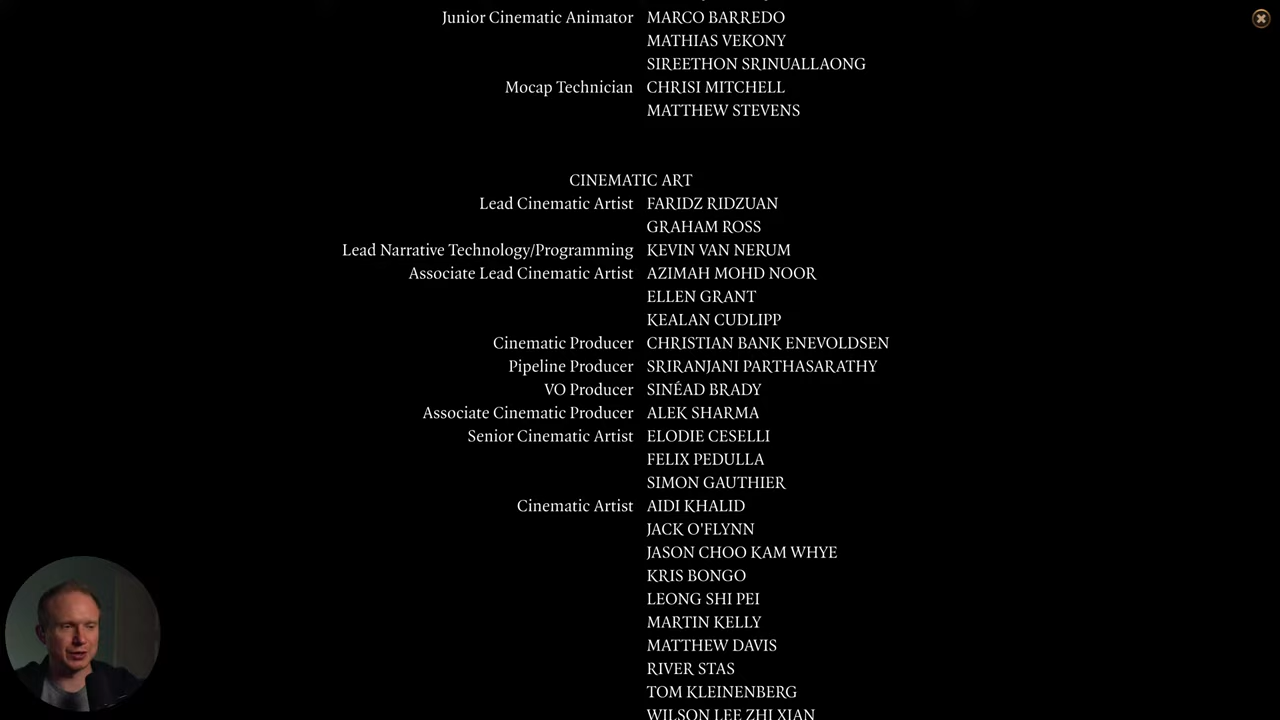 Junior Cinematic Animator MARCO BARREDO
MATHIAS VEKONY
SIREETHON SRINUALLAONG
Mocap Technician CHRISI MITCHELL
MATTHEW STEVENS
CINEMATIC ART
Lead Cinematic Artist FARIDZ RIDZUAN
GRAHAM ROSS
Lead Narrative Technology/Programming KEVIN VAN NERUM
Associate Lead Cinematic Artist AZIMAH MOHD NOOR
ELLEN GRANT
KEALAN CUDLIPP
Cinematic Producer CHRISTIAN BANK ENEVOLDSEN
Pipeline Producer SRIRANJANI PARTHASARATHY
VO Producer SINÉAD BRADY
Associate Cinematic Producer ALEK SHARMA
Senior Cinematic Artist ELODIE CESELLI
FELIX PEDULLA
SIMON GAUTHIER
Cinematic Artist AIDI KHALID
JACK O'FLYNN
JASON CHOO KAM WHYE
KRIS BONGO
LEONG SHI PEI
MARTIN KELLY
MATTHEW DAVIS
RIVER STAS
TOM KLEINENBERG
WILSON LEE ZHI XIAN